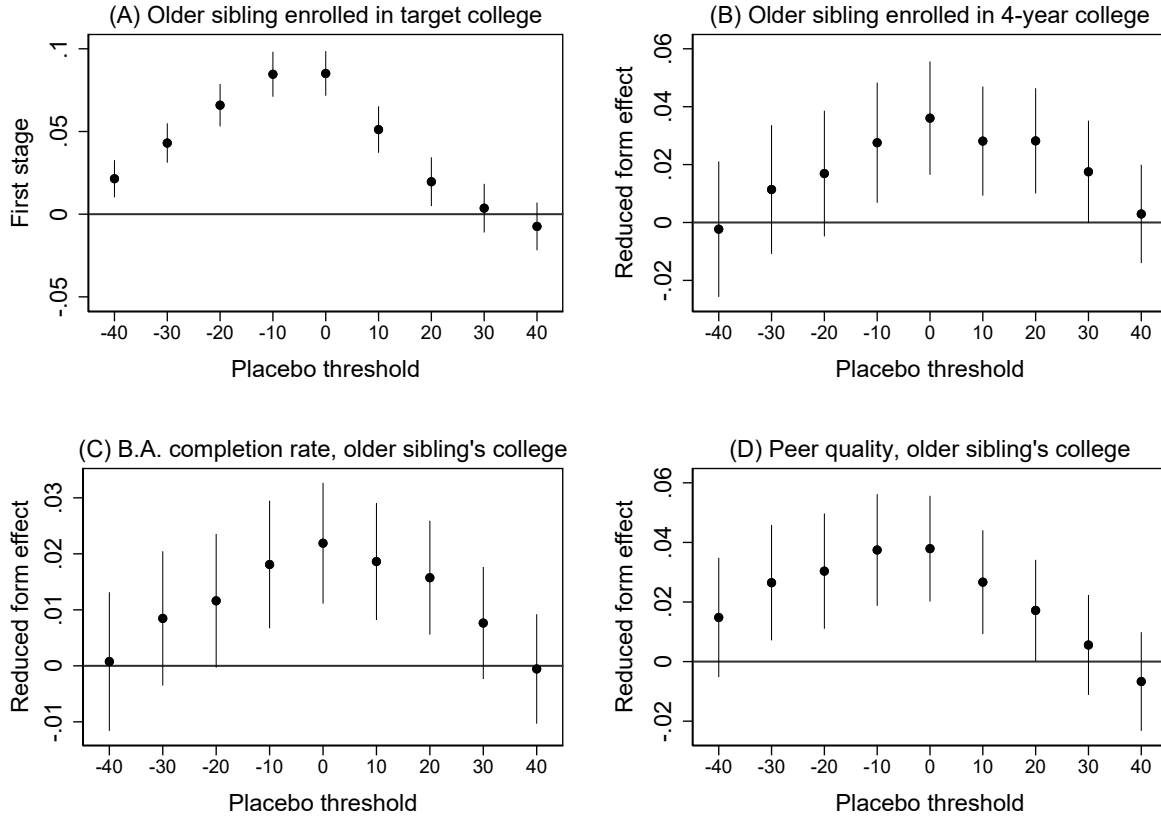 (A) Older sibling enrolled in target college
First stage
.1
.05
0
-.05
-40 -30 -20 -10 0 10 20 30 40
Placebo threshold
(B) Older sibling enrolled in 4-year college
Reduced form effect
.06
.04
.02
0
-.02
-40 -30 -20 -10 0 10 20 30 40
Placebo threshold
(C) B.A. completion rate, older sibling's college
Reduced form effect
.03
.02
.01
0
-.01
-40 -30 -20 -10 0 10 20 30 40
Placebo threshold
(D) Peer quality, older sibling's college
Reduced form effect
.06
.04
.02
0
-.02
-40 -30 -20 -10 0 10 20 30 40
Placebo threshold